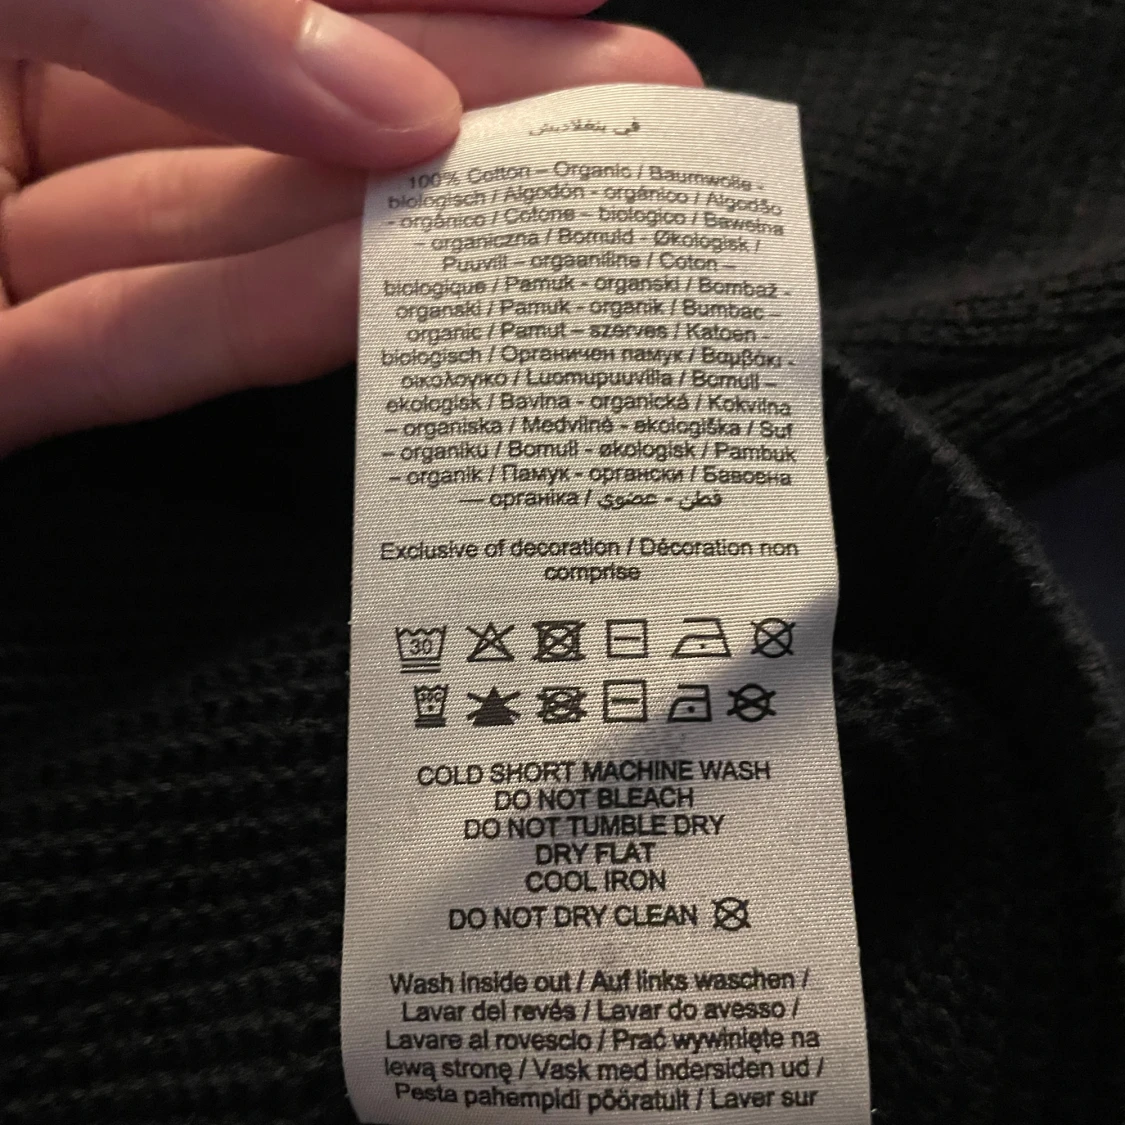 في بنغلاديش
100% Cotton – Organic / Baumwolle -
biologisch / Algodón - orgánico / Algodão
- orgânico / Cotone – biologico / Bawełna
– organiczna / Bomuld - Økologisk /
Puuvill – orgaaniline / Coton –
biologique / Pamuk - organski / Bombaž -
organski / Pamuk - organik / Bumbac –
organic / Pamut – szerves / Katoen -
biologisch / Органичен памук / Βαμβάκι -
οικολογικό / Luomupuuvilla / Bomull –
ekologisk / Bavlna - organická / Kokvilna
– organiska / Medvilnė - ekologiška / Suf
– organiku / Bomull - økologisk / Pambuk
– organik / Памук - органски / Бавовна
— органіка / قطن - عضوي
Exclusive of decoration / Décoration non
comprise
30
COLD SHORT MACHINE WASH
DO NOT BLEACH
DO NOT TUMBLE DRY
DRY FLAT
COOL IRON
DO NOT DRY CLEAN
Wash inside out / Auf links waschen /
Lavar del revés / Lavar do avesso /
Lavare al rovescio / Prać wywinięte na
lewą stronę / Vask med indersiden ud /
Pesta pahempidi pööratult / Laver sur